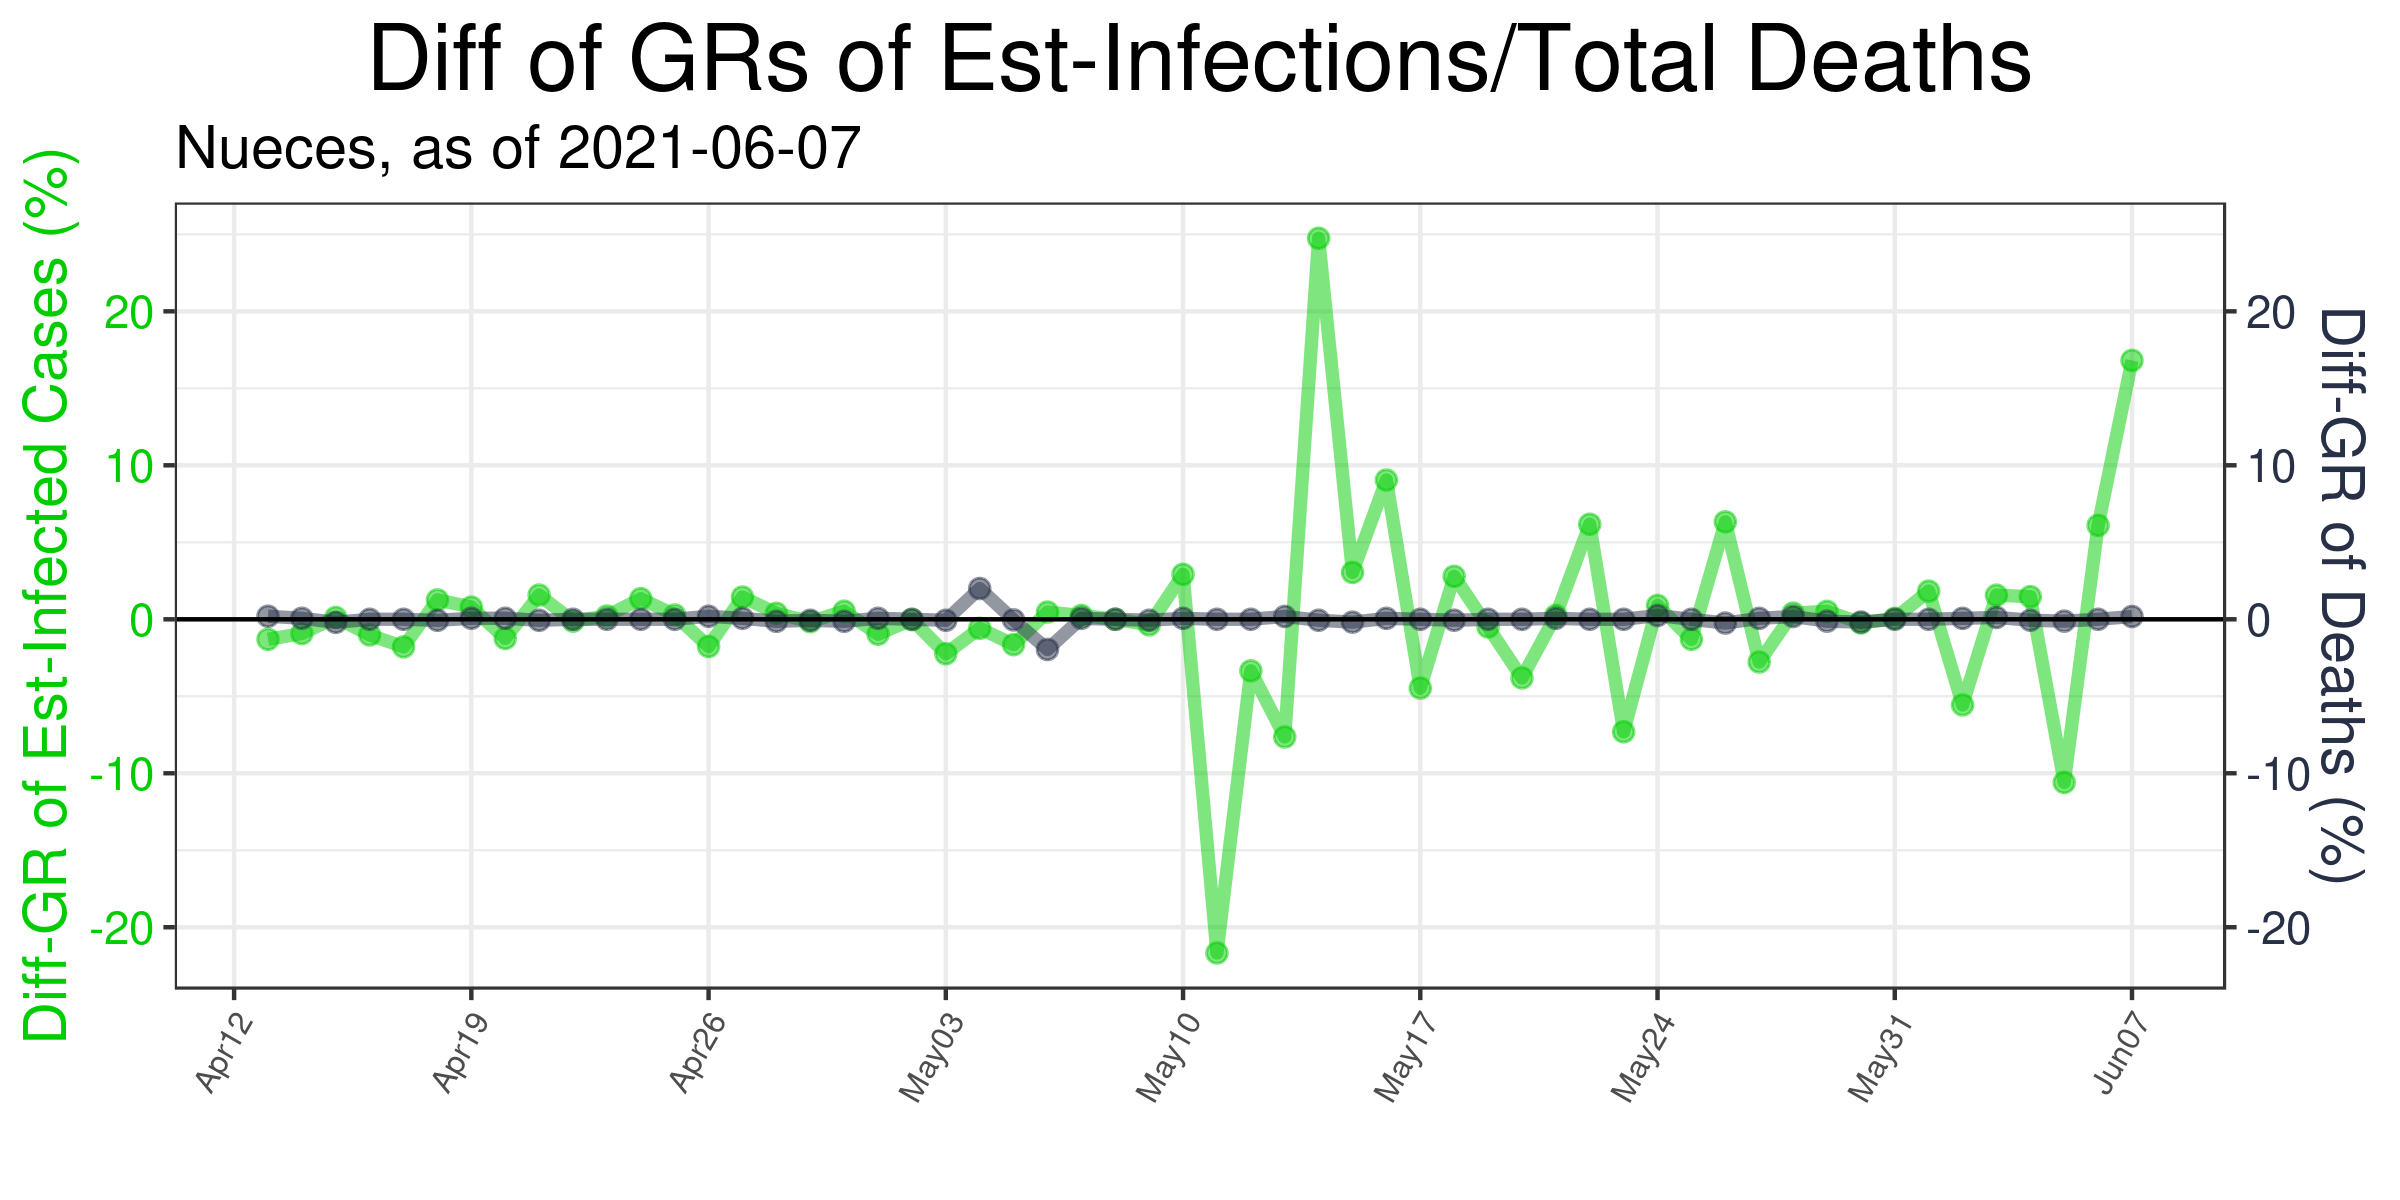 Diff of GRs of Est-Infections/Total Deaths
Nueces, as of 2021-06-07
Diff-GR of Est-Infected Cases (%)
20
10
0
-10
-20
20
10
0
-10
-20
Diff-GR of Deaths (%)
Apr12
Apr19
Apr26
May03
May10
May17
May24
May31
Jun07